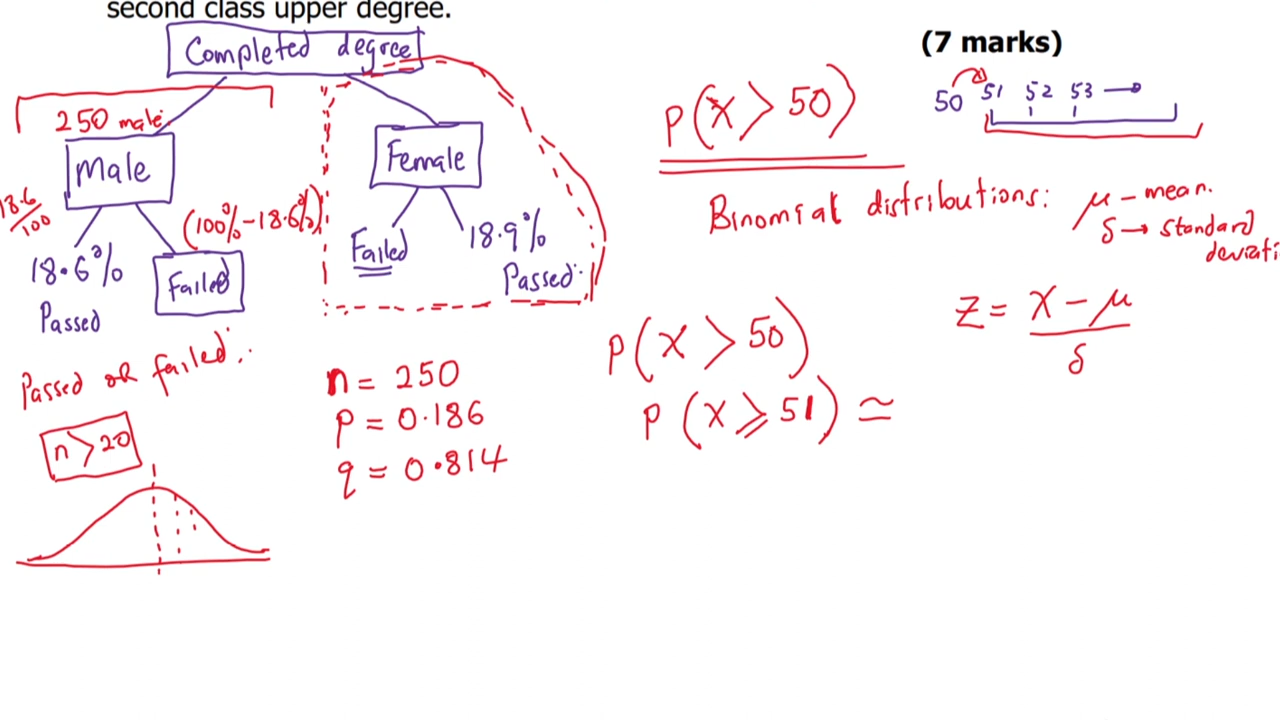 second class upper degree.
(7 marks)
Completed degree
250 male
Male
Female
18.6/100
(100%-18.6%)
18.6%
Passed
Failed
Failed
18.9%
Passed
Passed or failed
n > 20
n = 250
p = 0.186
q = 0.814
P(x > 50)
50 51 52 53
Binomial distributions:
μ - mean.
δ → standard
P(x > 50)
P(x ⩾ 51) ≃
Z = x - μ / δ